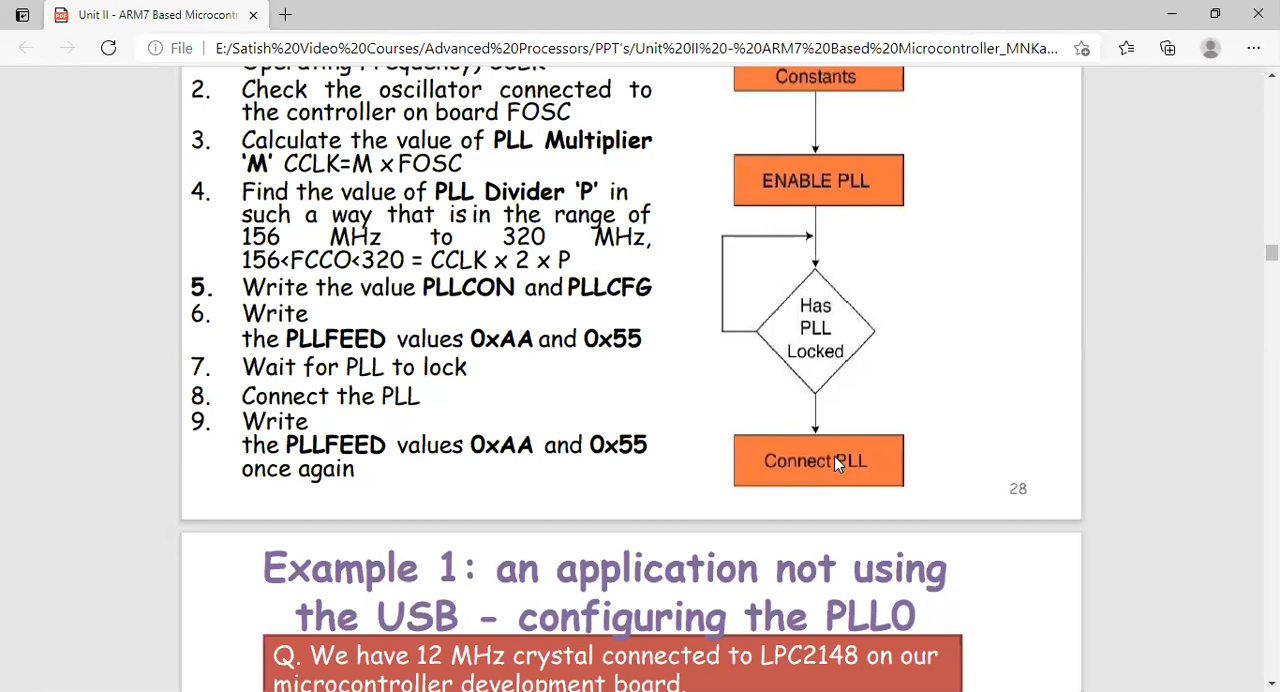 Unit II - ARM7 Based Microcontr
File
E:/Satish%20Video%20Courses/Advanced%20Processors/PPT's/Unit%20II%20-%20ARM7%20Based%20Microcontroller_MNKa...
Operating Frequency, CCLK
2. Check the oscillator connected to
the controller on board FOSC
3. Calculate the value of PLL Multiplier
‘M’ CCLK=M x FOSC
4. Find the value of PLL Divider ‘P’ in
such a way that is in the range of
156 MHz to 320 MHz,
156<FCCO<320 = CCLK x 2 x P
5. Write the value PLLCON and PLLCFG
6. Write
the PLLFEED values 0xAA and 0x55
7. Wait for PLL to lock
8. Connect the PLL
9. Write
the PLLFEED values 0xAA and 0x55
once again
Constants
ENABLE PLL
Has
PLL
Locked
Connect PLL
28
Example 1: an application not using
the USB - configuring the PLL0
Q. We have 12 MHz crystal connected to LPC2148 on our
microcontroller development board.